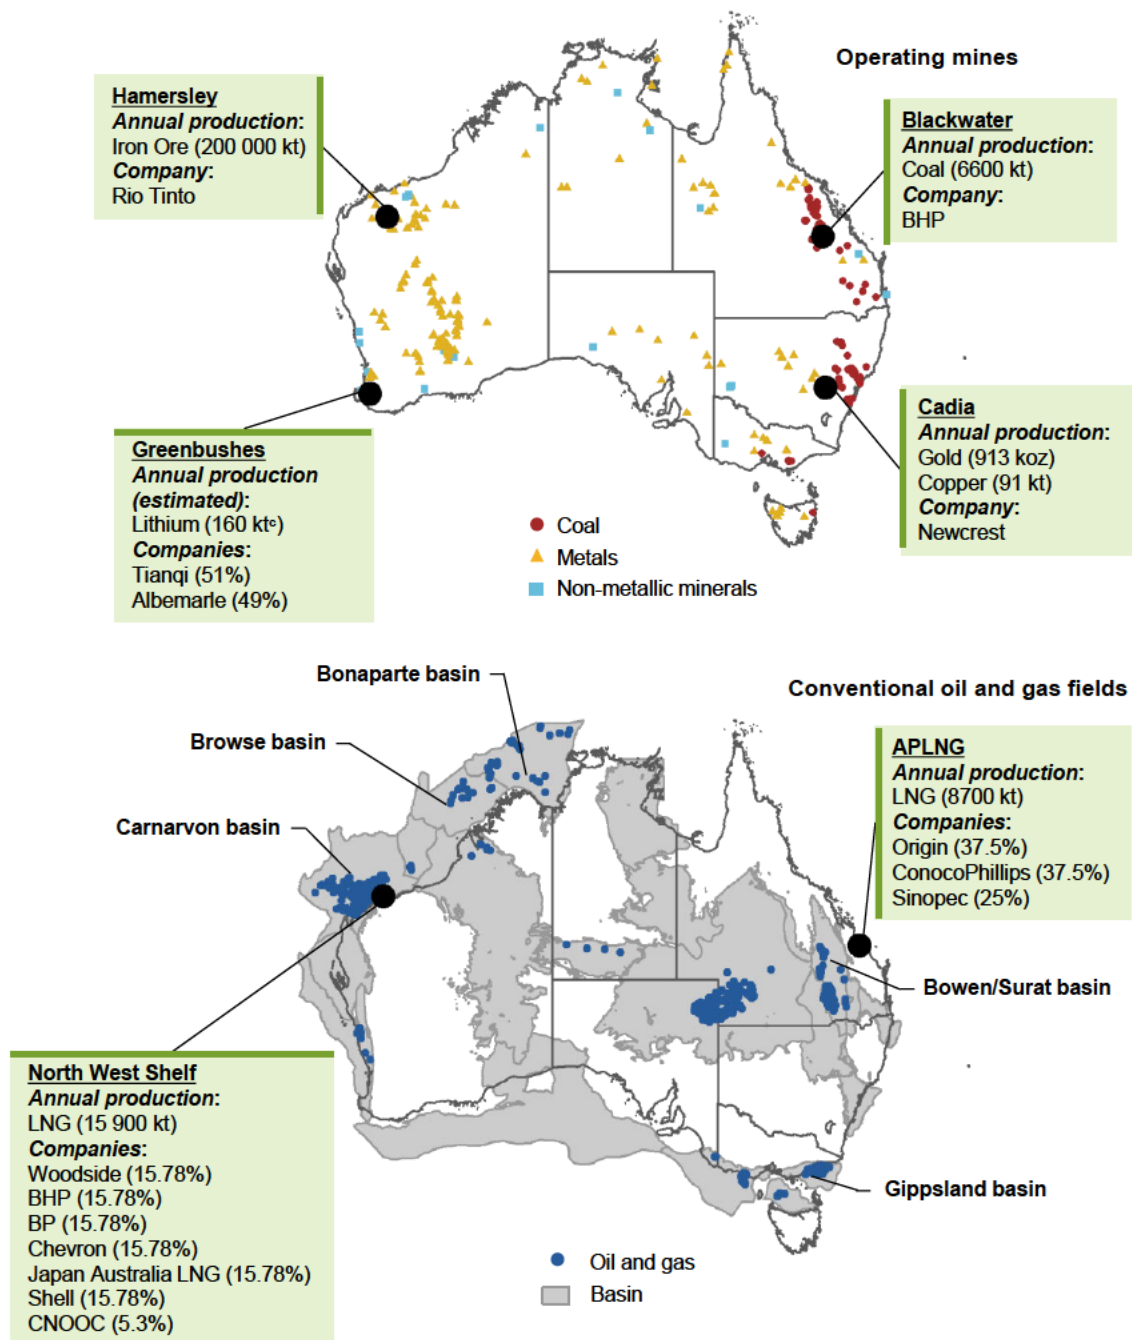 Operating mines
Hamersley
Annual production:
Iron Ore (200 000 kt)
Company:
Rio Tinto
Blackwater
Annual production:
Coal (6600 kt)
Company:
BHP
Cadia
Annual production:
Gold (913 koz)
Copper (91 kt)
Company:
Newcrest
Greenbushes
Annual production
(estimated):
Lithium (160 ktᶜ)
Companies:
Tianqi (51%)
Albemarle (49%)
Coal
Metals
Non-metallic minerals
Conventional oil and gas fields
Bonaparte basin
Browse basin
Carnarvon basin
APLNG
Annual production:
LNG (8700 kt)
Companies:
Origin (37.5%)
ConocoPhillips (37.5%)
Sinopec (25%)
Bowen/Surat basin
Gippsland basin
North West Shelf
Annual production:
LNG (15 900 kt)
Companies:
Woodside (15.78%)
BHP (15.78%)
BP (15.78%)
Chevron (15.78%)
Japan Australia LNG (15.78%)
Shell (15.78%)
CNOOC (5.3%)
Oil and gas
Basin